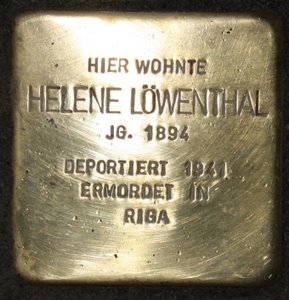 HIER WOHNTE
HELENE LÖWENTHAL
JG. 1894
DEPORTIERT 1941
ERMORDET IN
RIGA